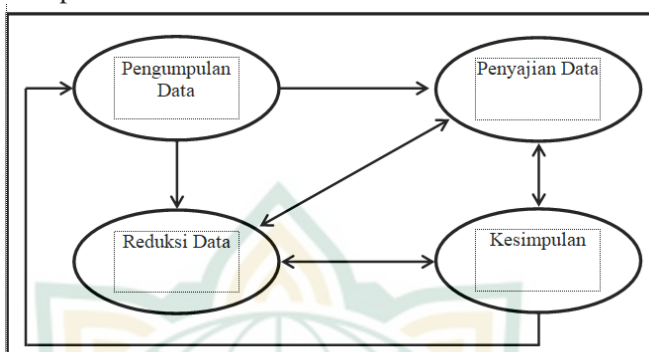 Pengumpulan
Data
Penyajian Data
Reduksi Data
Kesimpulan